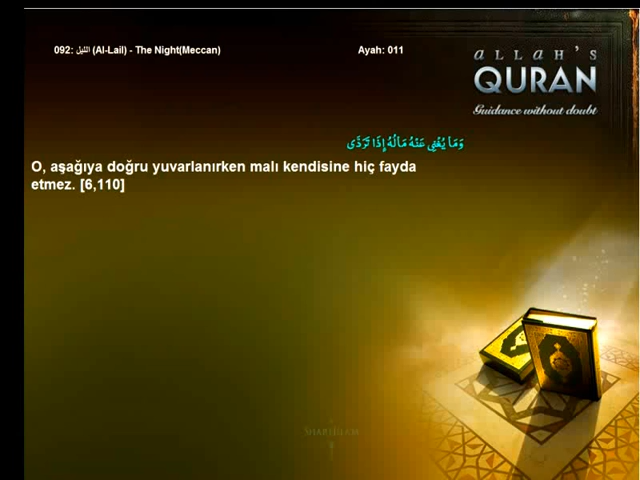 092: الليل (Al-Lail) - The Night(Meccan) Ayah: 011
ALLAH'S
QURAN
Guidance without doubt
وَمَا يُغْنِي عَنْهُ مَالُهُ إِذَا تَرَدَّى
O, aşağıya doğru yuvarlanırken malı kendisine hiç fayda
etmez. [6,110]